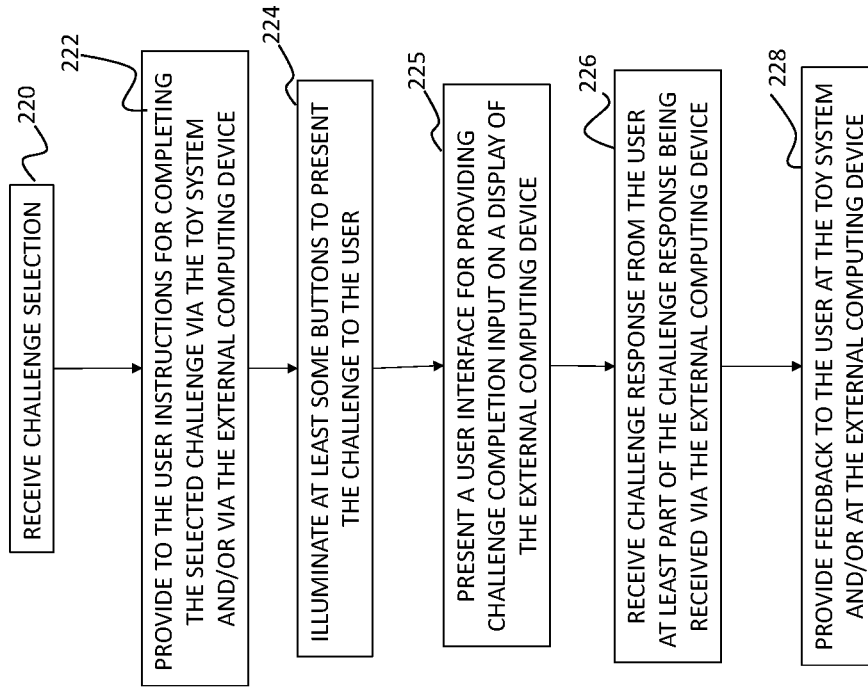 220
RECEIVE CHALLENGE SELECTION
222
PROVIDE TO THE USER INSTRUCTIONS FOR COMPLETING
THE SELECTED CHALLENGE VIA THE TOY SYSTEM
AND/OR VIA THE EXTERNAL COMPUTING DEVICE
224
ILLUMINATE AT LEAST SOME BUTTONS TO PRESENT
THE CHALLENGE TO THE USER
225
PRESENT A USER INTERFACE FOR PROVIDING
CHALLENGE COMPLETION INPUT ON A DISPLAY OF
THE EXTERNAL COMPUTING DEVICE
226
RECEIVE CHALLENGE RESPONSE FROM THE USER
AT LEAST PART OF THE CHALLENGE RESPONSE BEING
RECEIVED VIA THE EXTERNAL COMPUTING DEVICE
228
PROVIDE FEEDBACK TO THE USER AT THE TOY SYSTEM
AND/OR AT THE EXTERNAL COMPUTING DEVICE